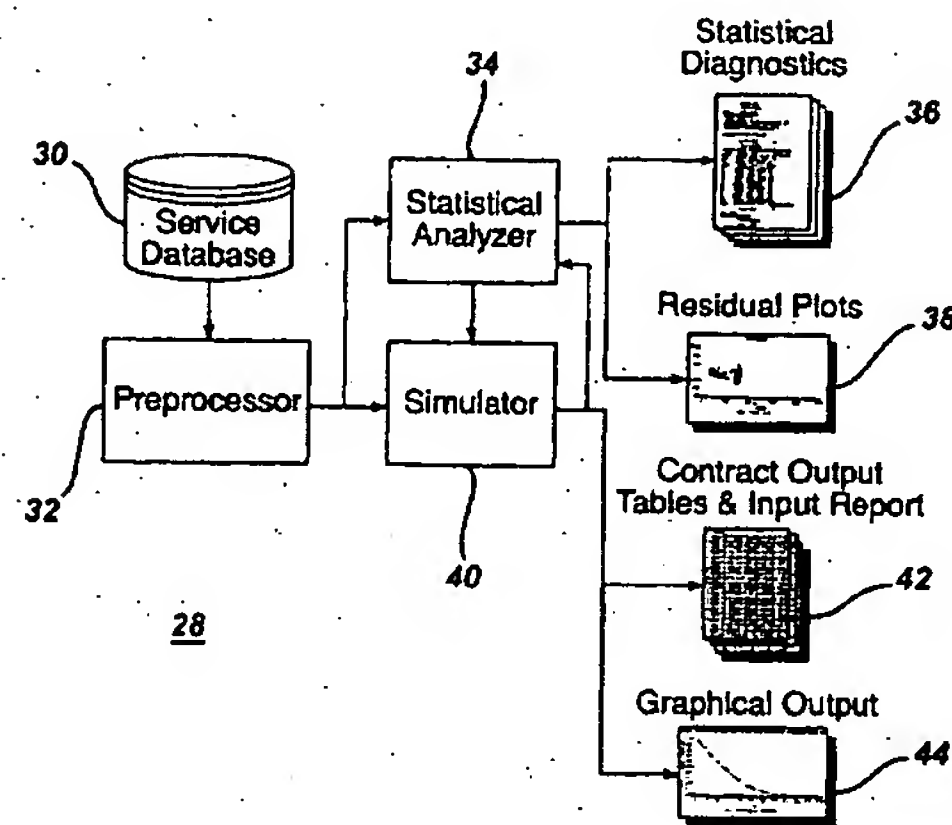 Statistical
Diagnostics
34
36
30
Service
Database
Statistical
Analyzer
Residual Plots
38
Preprocessor
Simulator
32
40
Contract Output
Tables & Input Report
42
28
Graphical Output
44